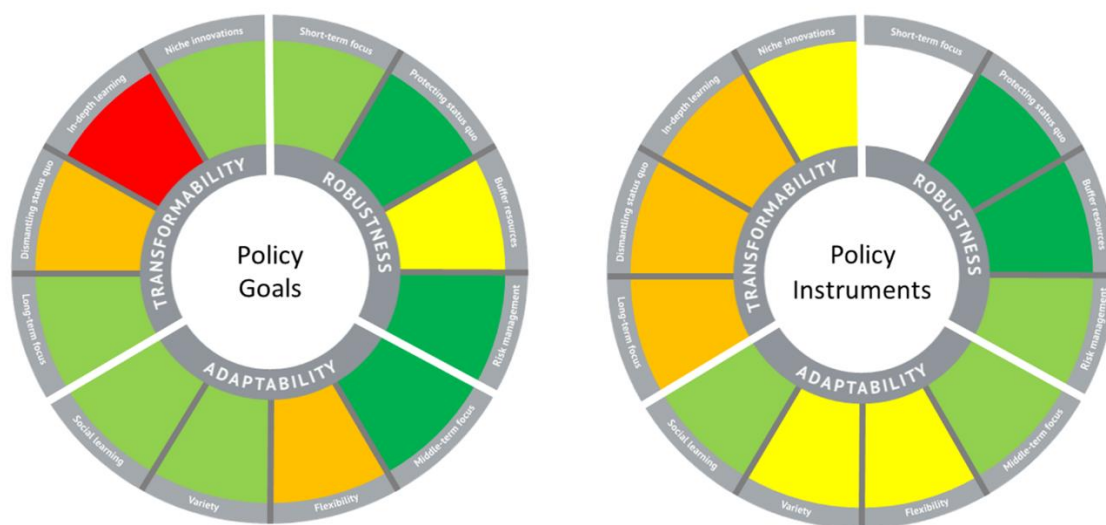 Niche innovations
Short-term focus
In-depth learning
Protecting status quo
Dismantling status quo
Buffer resources
TRANSFORMABILITY
ROBUSTNESS
Policy
Goals
Long-term focus
Risk management
ADAPTABILITY
Social learning
Middle-term focus
Variety
Flexibility
Niche innovations
Short-term focus
In-depth learning
Protecting status quo
Dismantling status quo
Buffer resources
TRANSFORMABILITY
ROBUSTNESS
Policy
Instruments
Long-term focus
Risk management
ADAPTABILITY
Social learning
Middle-term focus
Variety
Flexibility